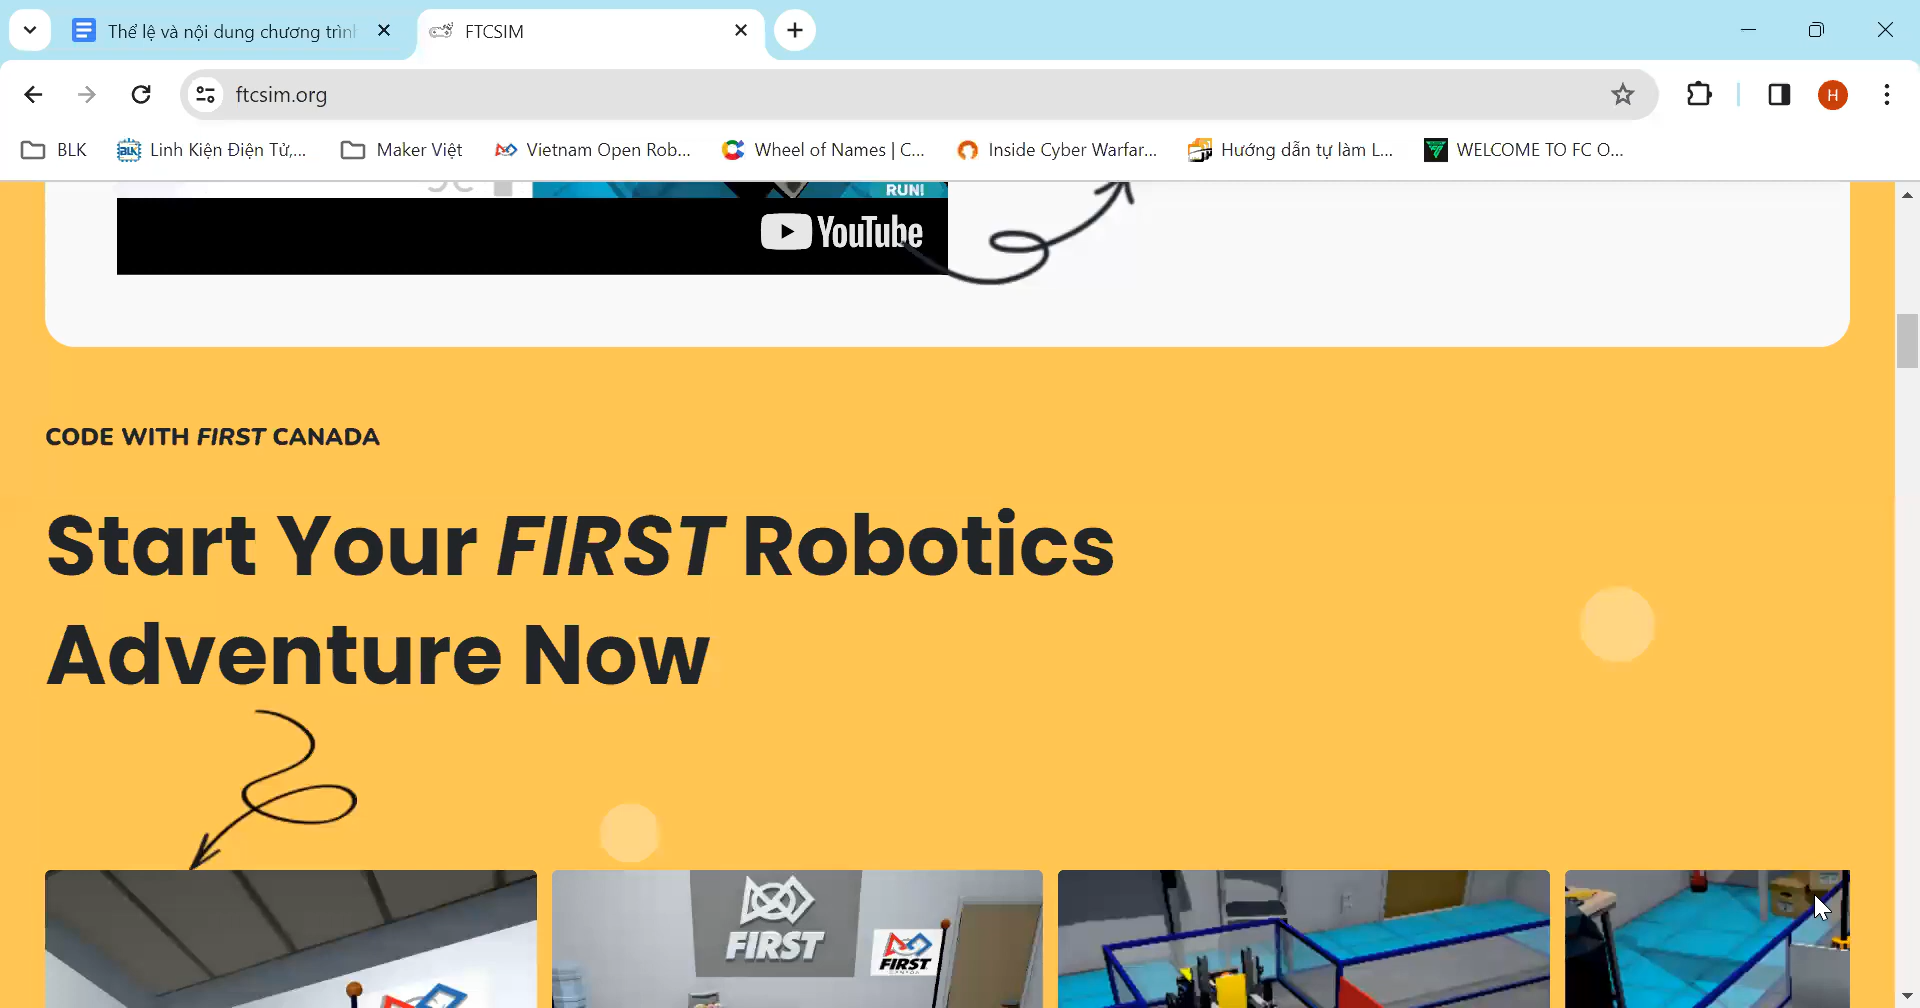 Thể lệ và nội dung chương trìn
FTCSIM
ftcsim.org
H
BLK
Linh Kiện Điện Tử,...
Maker Việt
Vietnam Open Rob...
Wheel of Names | C...
Inside Cyber Warfar...
Hướng dẫn tự làm L...
WELCOME TO FC O...
RUN!
YouTube
CODE WITH FIRST CANADA
Start Your FIRST Robotics
Adventure Now
FIRST
FIRST
CANADA